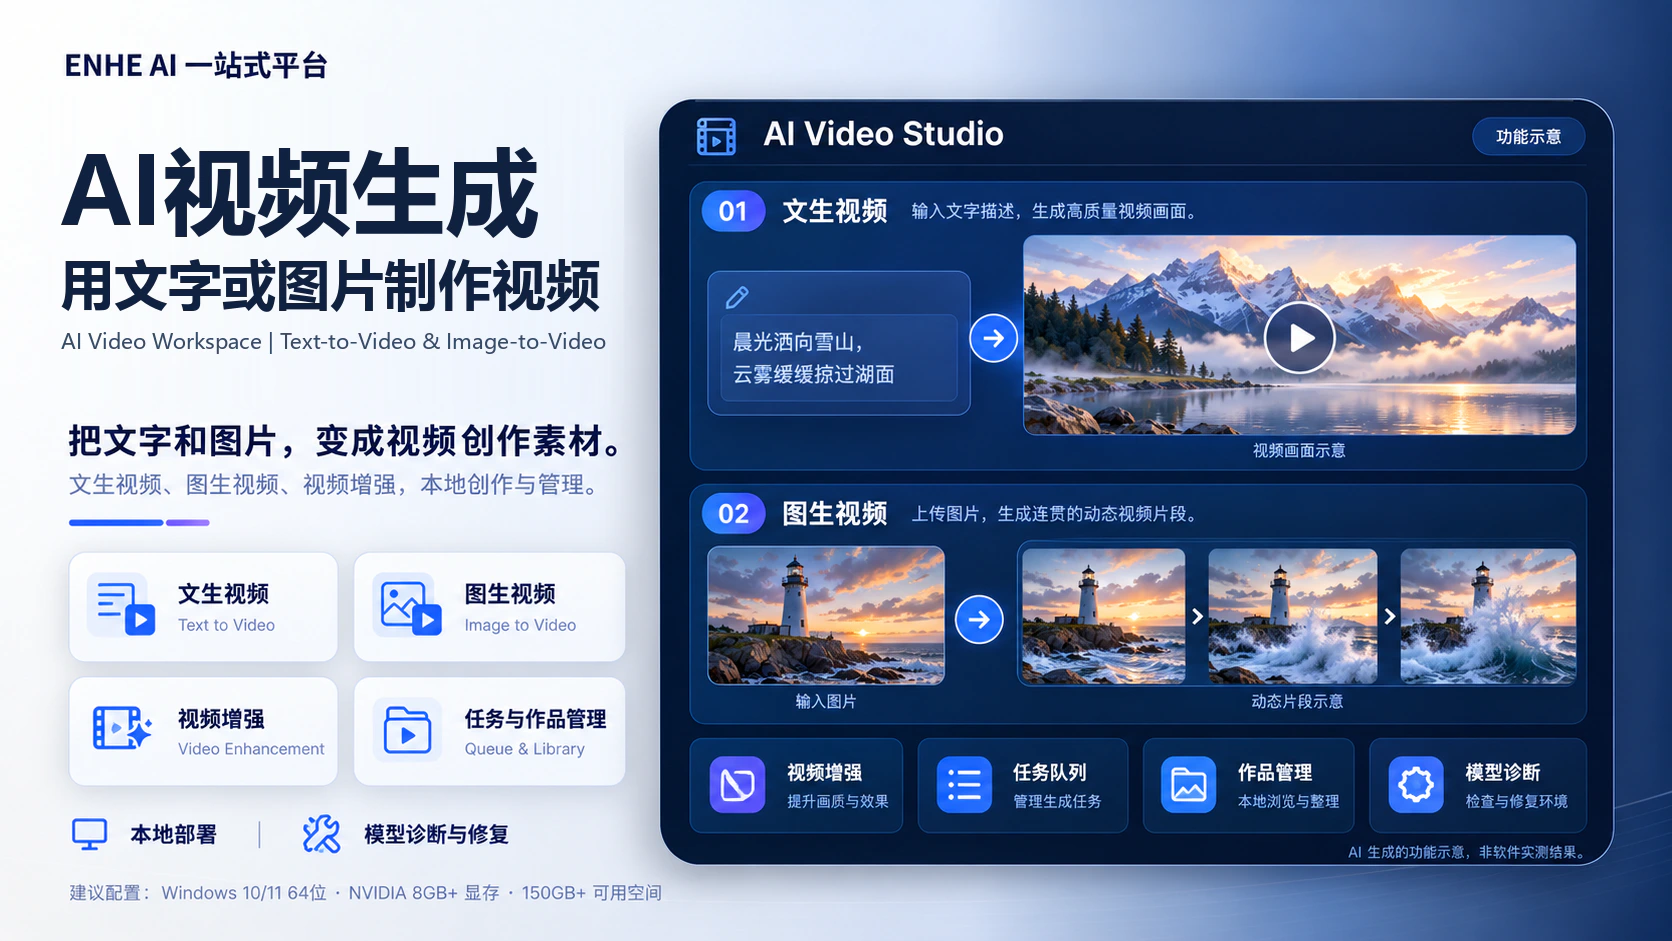 ENHE AI 一站式平台
AI视频生成
用文字或图片制作视频
AI Video Workspace | Text-to-Video & Image-to-Video
把文字和图片，变成视频创作素材。
文生视频、图生视频、视频增强，本地创作与管理。
文生视频
Text to Video
图生视频
Image to Video
视频增强
Video Enhancement
任务与作品管理
Queue & Library
本地部署
模型诊断与修复
建议配置：Windows 10/11 64位 · NVIDIA 8GB+ 显存 · 150GB+ 可用空间
AI Video Studio
功能示意
01 文生视频 输入文字描述，生成高质量视频画面。
晨光洒向雪山，
云雾缓缓掠过湖面
视频画面示意
02 图生视频 上传图片，生成连贯的动态视频片段。
输入图片
动态片段示意
视频增强
提升画质与效果
任务队列
管理生成任务
作品管理
本地浏览与整理
模型诊断
检查与修复环境
AI 生成的功能示意，非软件实测结果。